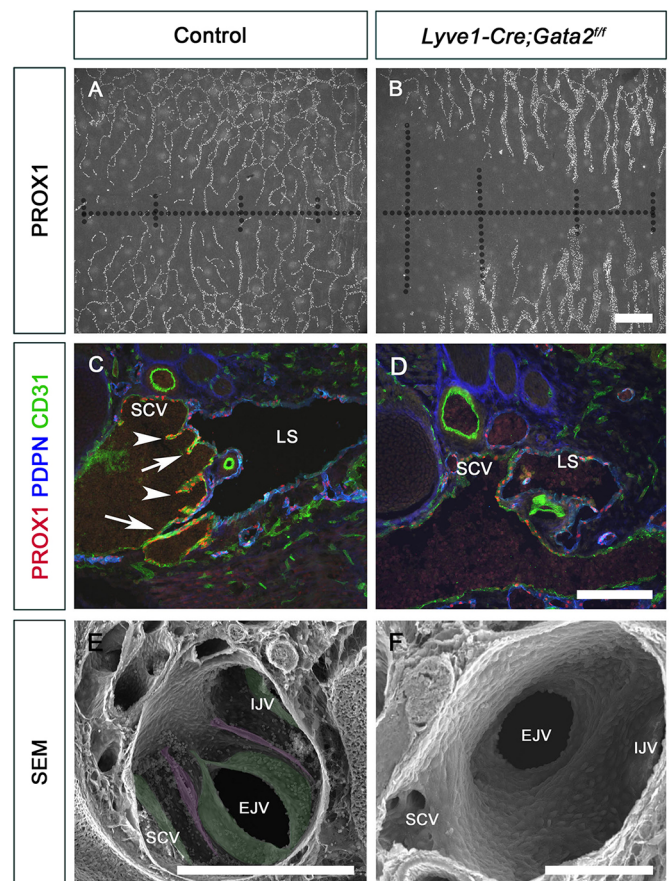 Control
Lyve1-Cre;Gata2f/f
PROX1
A
B
PROX1 PDPN CD31
C
SCV
LS
D
SCV
LS
SEM
E
IJV
EJV
SCV
F
EJV
IJV
SCV